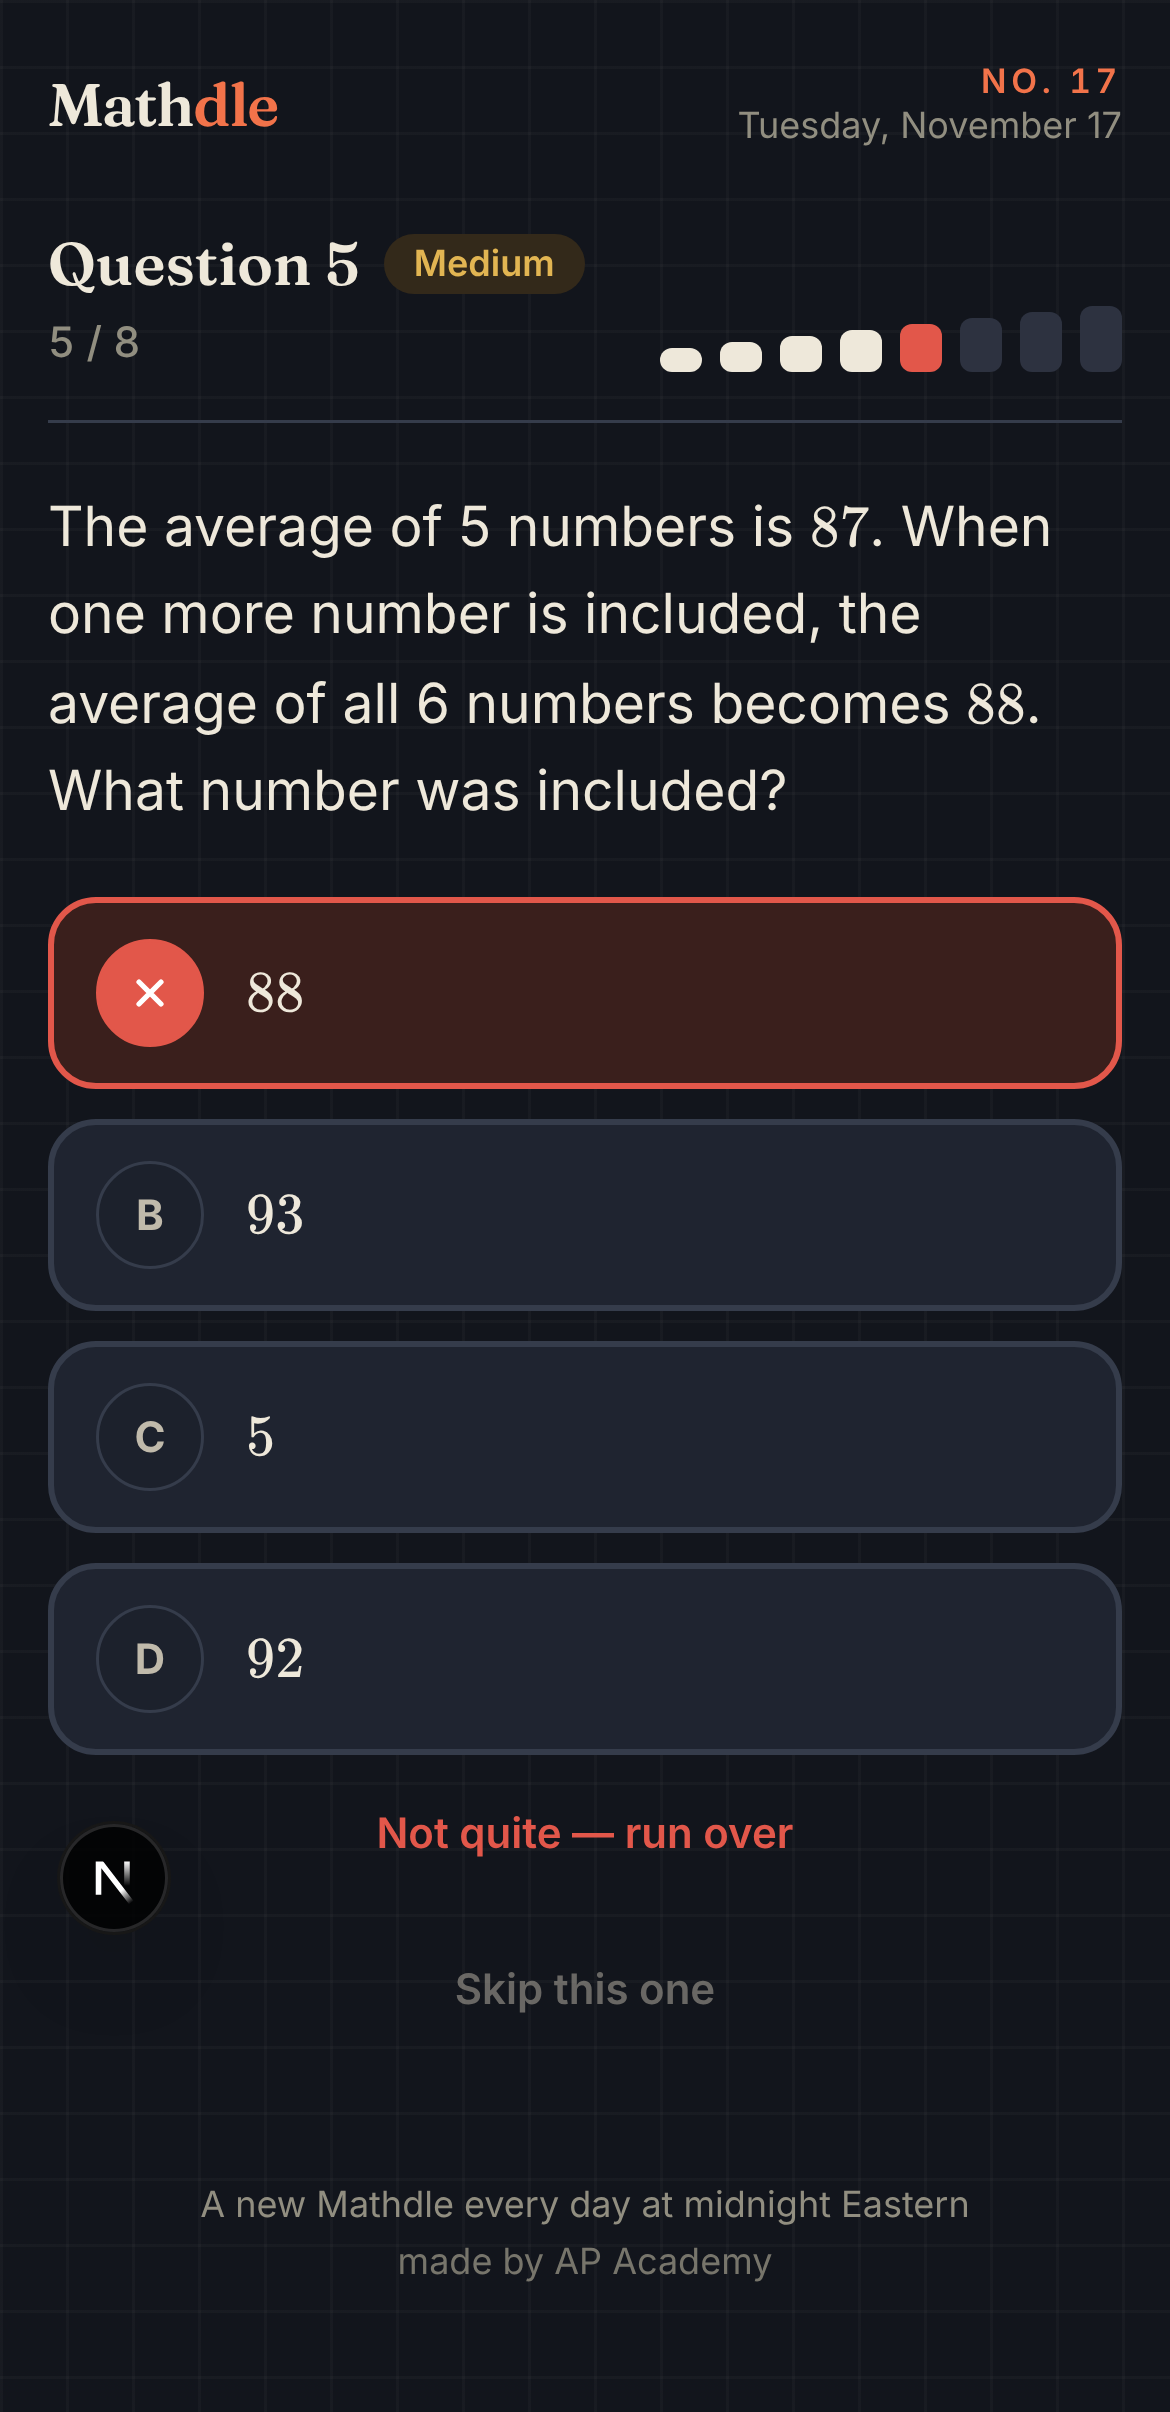 Mathdle
NO. 17
Tuesday, November 17
Question 5
Medium
5 / 8
The average of 5 numbers is 87. When
one more number is included, the
average of all 6 numbers becomes 88.
What number was included?
88
B
93
C
5
D
92
Not quite — run over
N
Skip this one
A new Mathdle every day at midnight Eastern
made by AP Academy